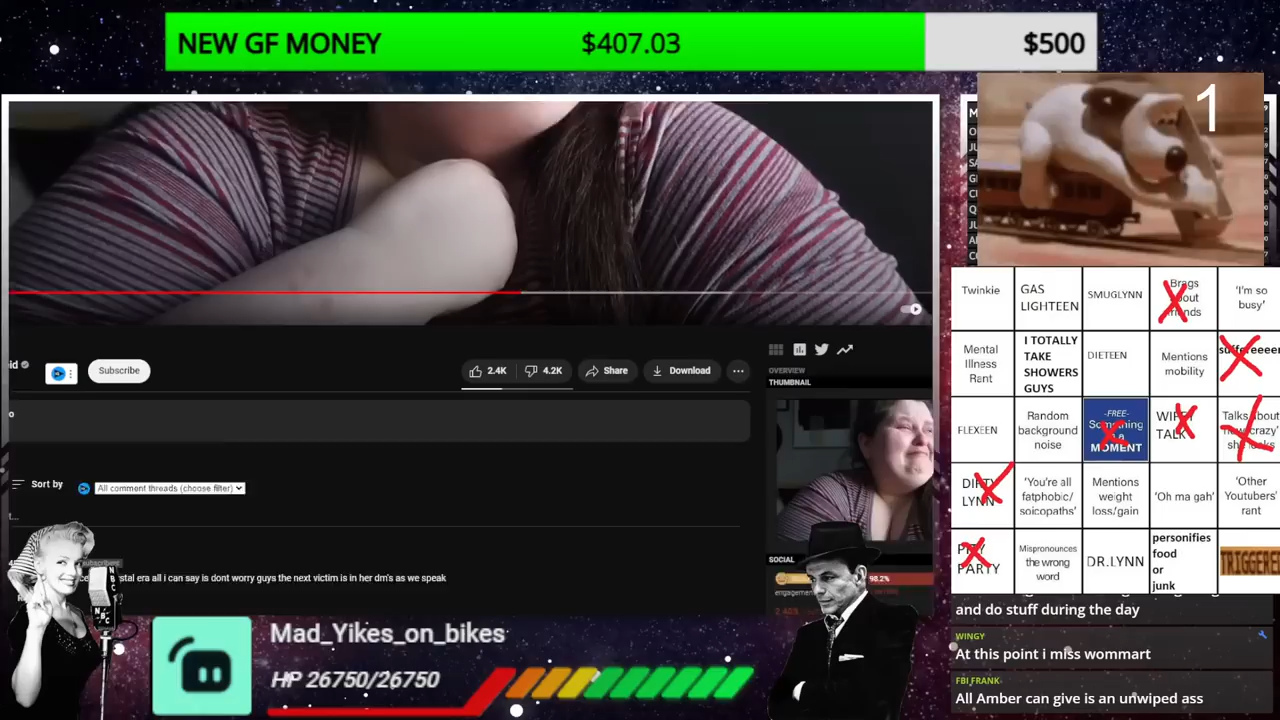 NEW GF MONEY $407.03 $500
1
Twinkie
GAS
LIGHTEEN
SMUGLYNN
Brags
about
friends
'I'm so
busy'
Mental
Illness
Rant
I TOTALLY
TAKE
SHOWERS
GUYS
DIETEEN
Mentions
mobility
FLEXEEN
Random
background
noise
-FREE-
Something
MOMENT
TALK
Talks about
DIRTY
LYNN
'You're all
fatphobic/
soicopaths'
Mentions
weight
loss/gain
'Oh ma gah'
'Other
Youtubers'
rant
PITY
PARTY
Mispronounces
the wrong
word
DR.LYNN
personifies
food
or
junk
TRIGGERED
Subscribe
2.4K 4.2K Share Download
OVERVIEW
THUMBNAIL
Sort by All comment threads (choose filter)
SOCIAL
98.2%
stal era all i can say is dont worry guys the next victim is in her dm's as we speak
NBC
Mad_Yikes_on_bikes
HP 26750/26750
and do stuff during the day
WINGY
At this point i miss wommart
FBI FRANK
All Amber can give is an unwiped ass